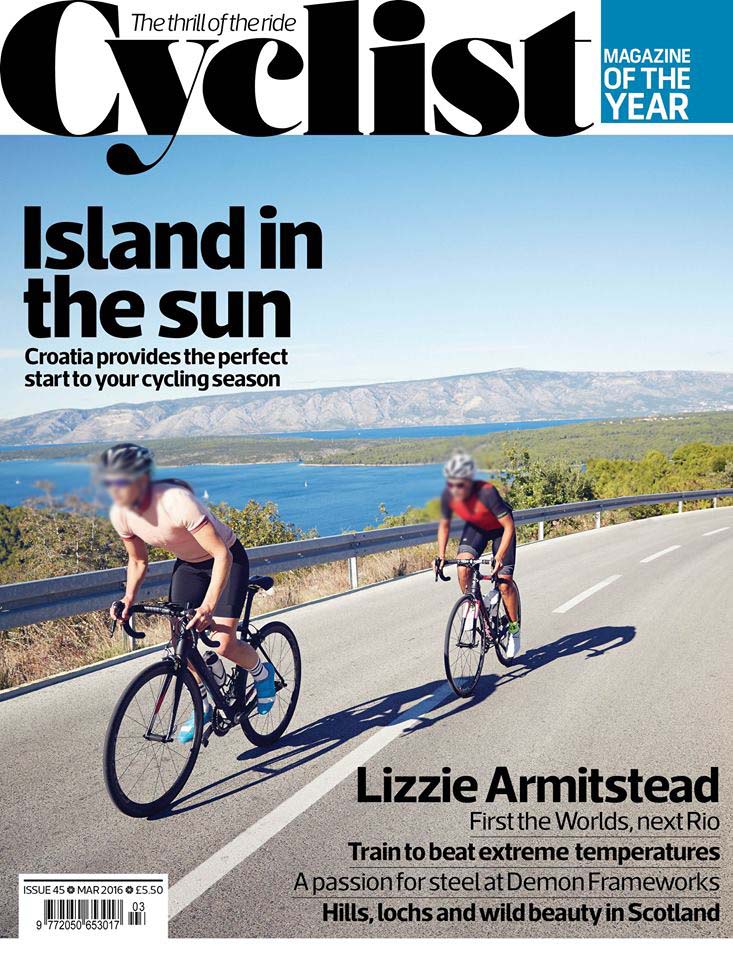 The thrill of the ride
Cyclist
MAGAZINE
OF THE
YEAR
Island in
the sun
Croatia provides the perfect
start to your cycling season
Lizzie Armitstead
First the Worlds, next Rio
Train to beat extreme temperatures
A passion for steel at Demon Frameworks
Hills, lochs and wild beauty in Scotland
ISSUE 45 ✽ MAR 2016 ✽ £5.50
03
9 772050 653017